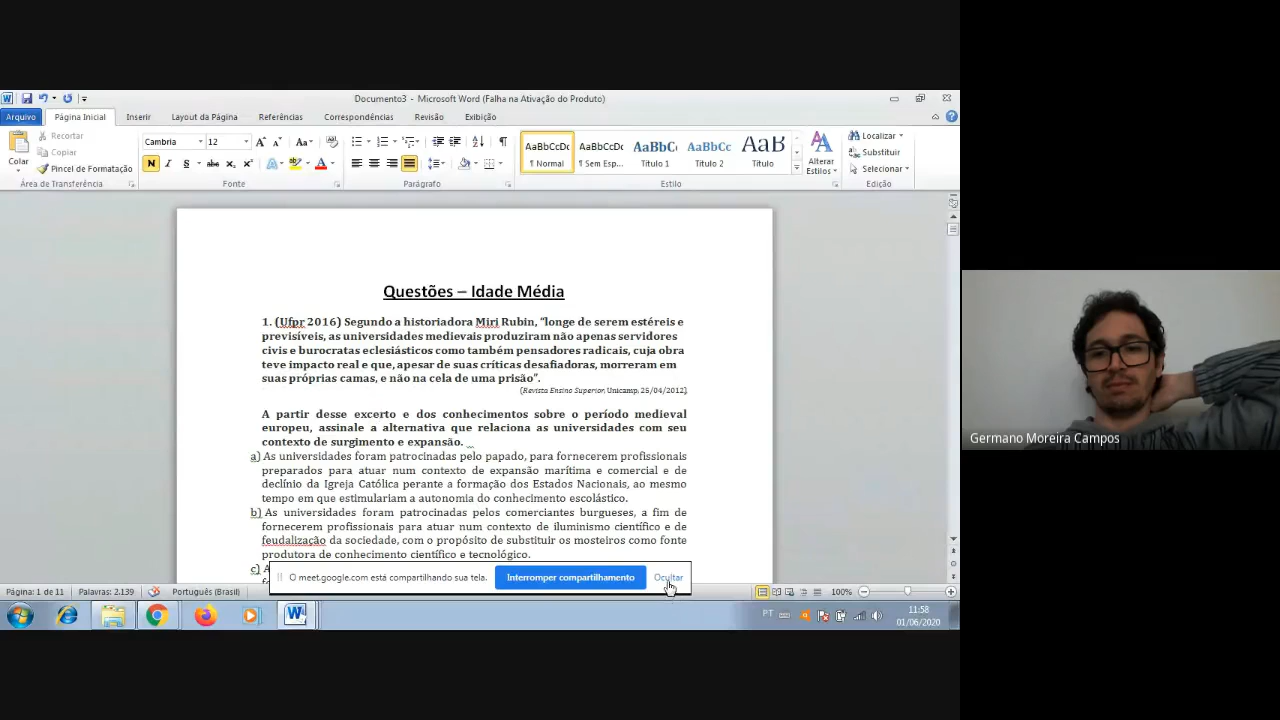 Documento3 - Microsoft Word (Falha na Ativação do Produto)
Arquivo Página Inicial Inserir Layout da Página Referências Correspondências Revisão Exibição
Colar
Recortar
Copiar
Pincel de Formatação
Área de Transferência
Cambria 12
N I S abc x₂ x²
Fonte
Parágrafo
AaBbCcDc AaBbCcDc AaBbC AaBbCc AaB
¶ Normal ¶ Sem Esp... Título 1 Título 2 Título
Alterar Estilos
Estilo
Localizar
Substituir
Selecionar
Edição
Questões – Idade Média
1. (Ufpr 2016) Segundo a historiadora Miri Rubin, “longe de serem estéreis e
previsíveis, as universidades medievais produziram não apenas servidores
civis e burocratas eclesiásticos como também pensadores radicais, cuja obra
teve impacto real e que, apesar de suas críticas desafiadoras, morreram em
suas próprias camas, e não na cela de uma prisão”.
(Revista Ensino Superior, Unicamp, 25/04/2012)
A partir desse excerto e dos conhecimentos sobre o período medieval
europeu, assinale a alternativa que relaciona as universidades com seu
contexto de surgimento e expansão.
a) As universidades foram patrocinadas pelo papado, para fornecerem profissionais
preparados para atuar num contexto de expansão marítima e comercial e de
declínio da Igreja Católica perante a formação dos Estados Nacionais, ao mesmo
tempo em que estimulariam a autonomia do conhecimento escolástico.
b) As universidades foram patrocinadas pelos comerciantes burgueses, a fim de
fornecerem profissionais para atuar num contexto de iluminismo científico e de
feudalização da sociedade, com o propósito de substituir os mosteiros como fonte
produtora de conhecimento científico e tecnológico.
c)
O meet.google.com está compartilhando sua tela. Interromper compartilhamento Ocultar
Página: 1 de 11 Palavras: 2.139 Português (Brasil) 100%
PT 11:58
01/06/2020
Germano Moreira Campos